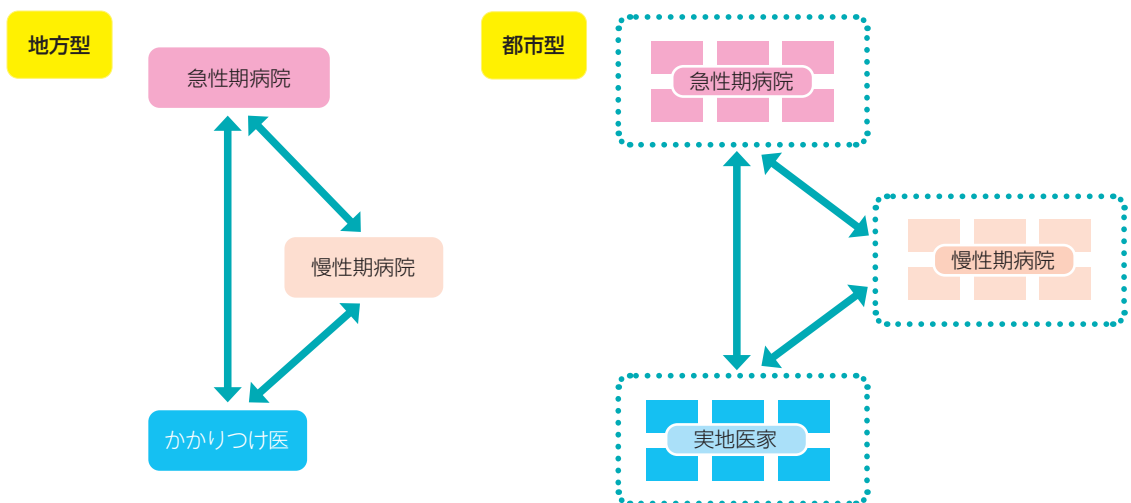 地方型
急性期病院
慢性期病院
かかりつけ医
都市型
急性期病院
慢性期病院
実地医家